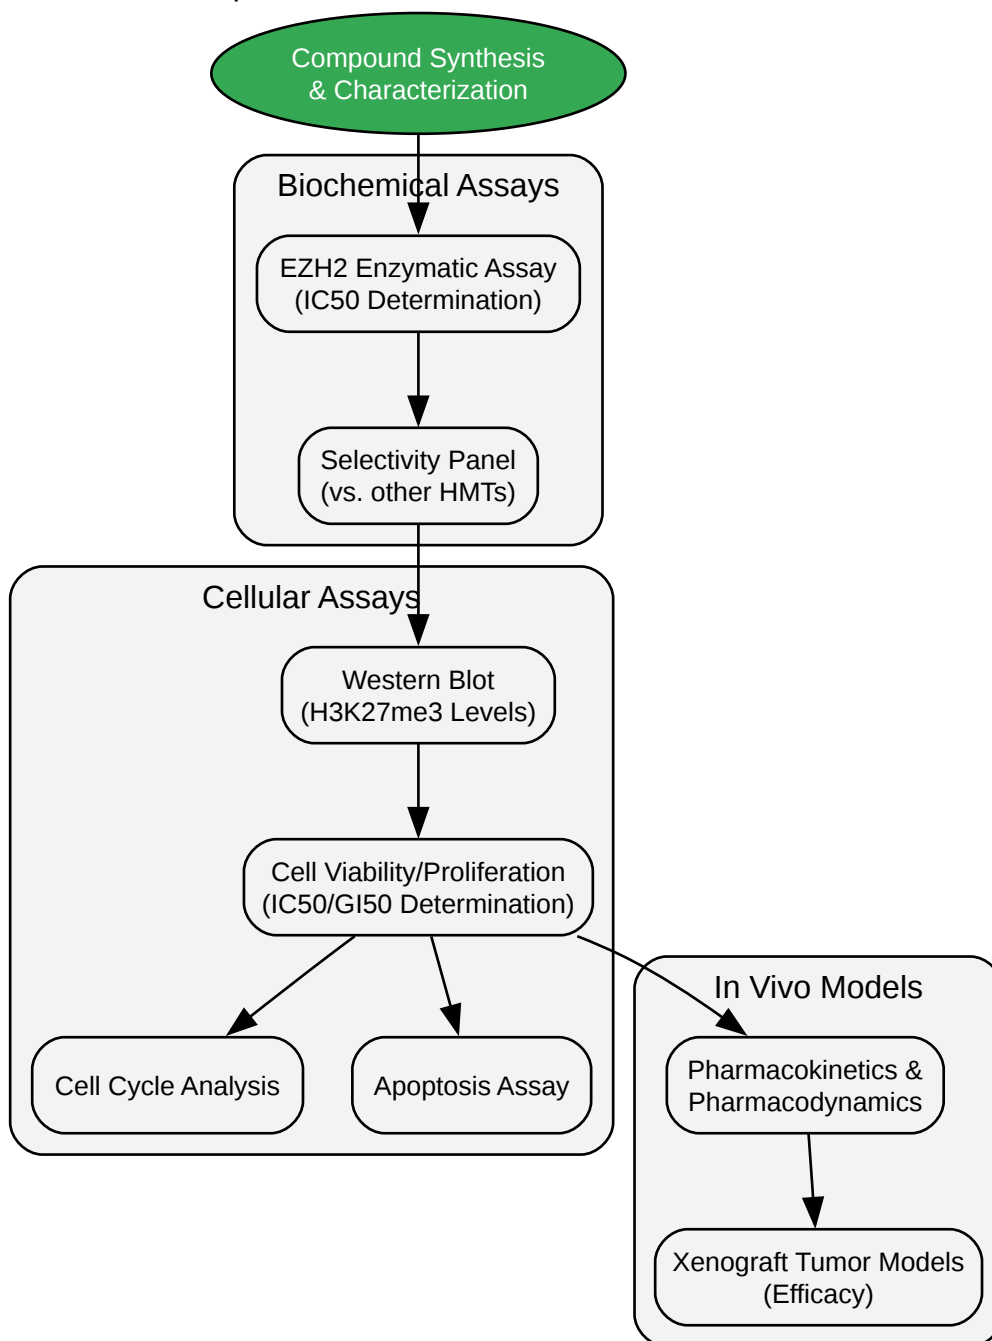 Compound Synthesis
& Characterization
Biochemical Assays
EZH2 Enzymatic Assay
(IC50 Determination)
Selectivity Panel
(vs. other HMTs)
Cellular Assays
Western Blot
(H3K27me3 Levels)
Cell Viability/Proliferation
(IC50/GI50 Determination)
In Vivo Models
Cell Cycle Analysis
Apoptosis Assay
Pharmacokinetics &
Pharmacodynamics
Xenograft Tumor Models
(Efficacy)